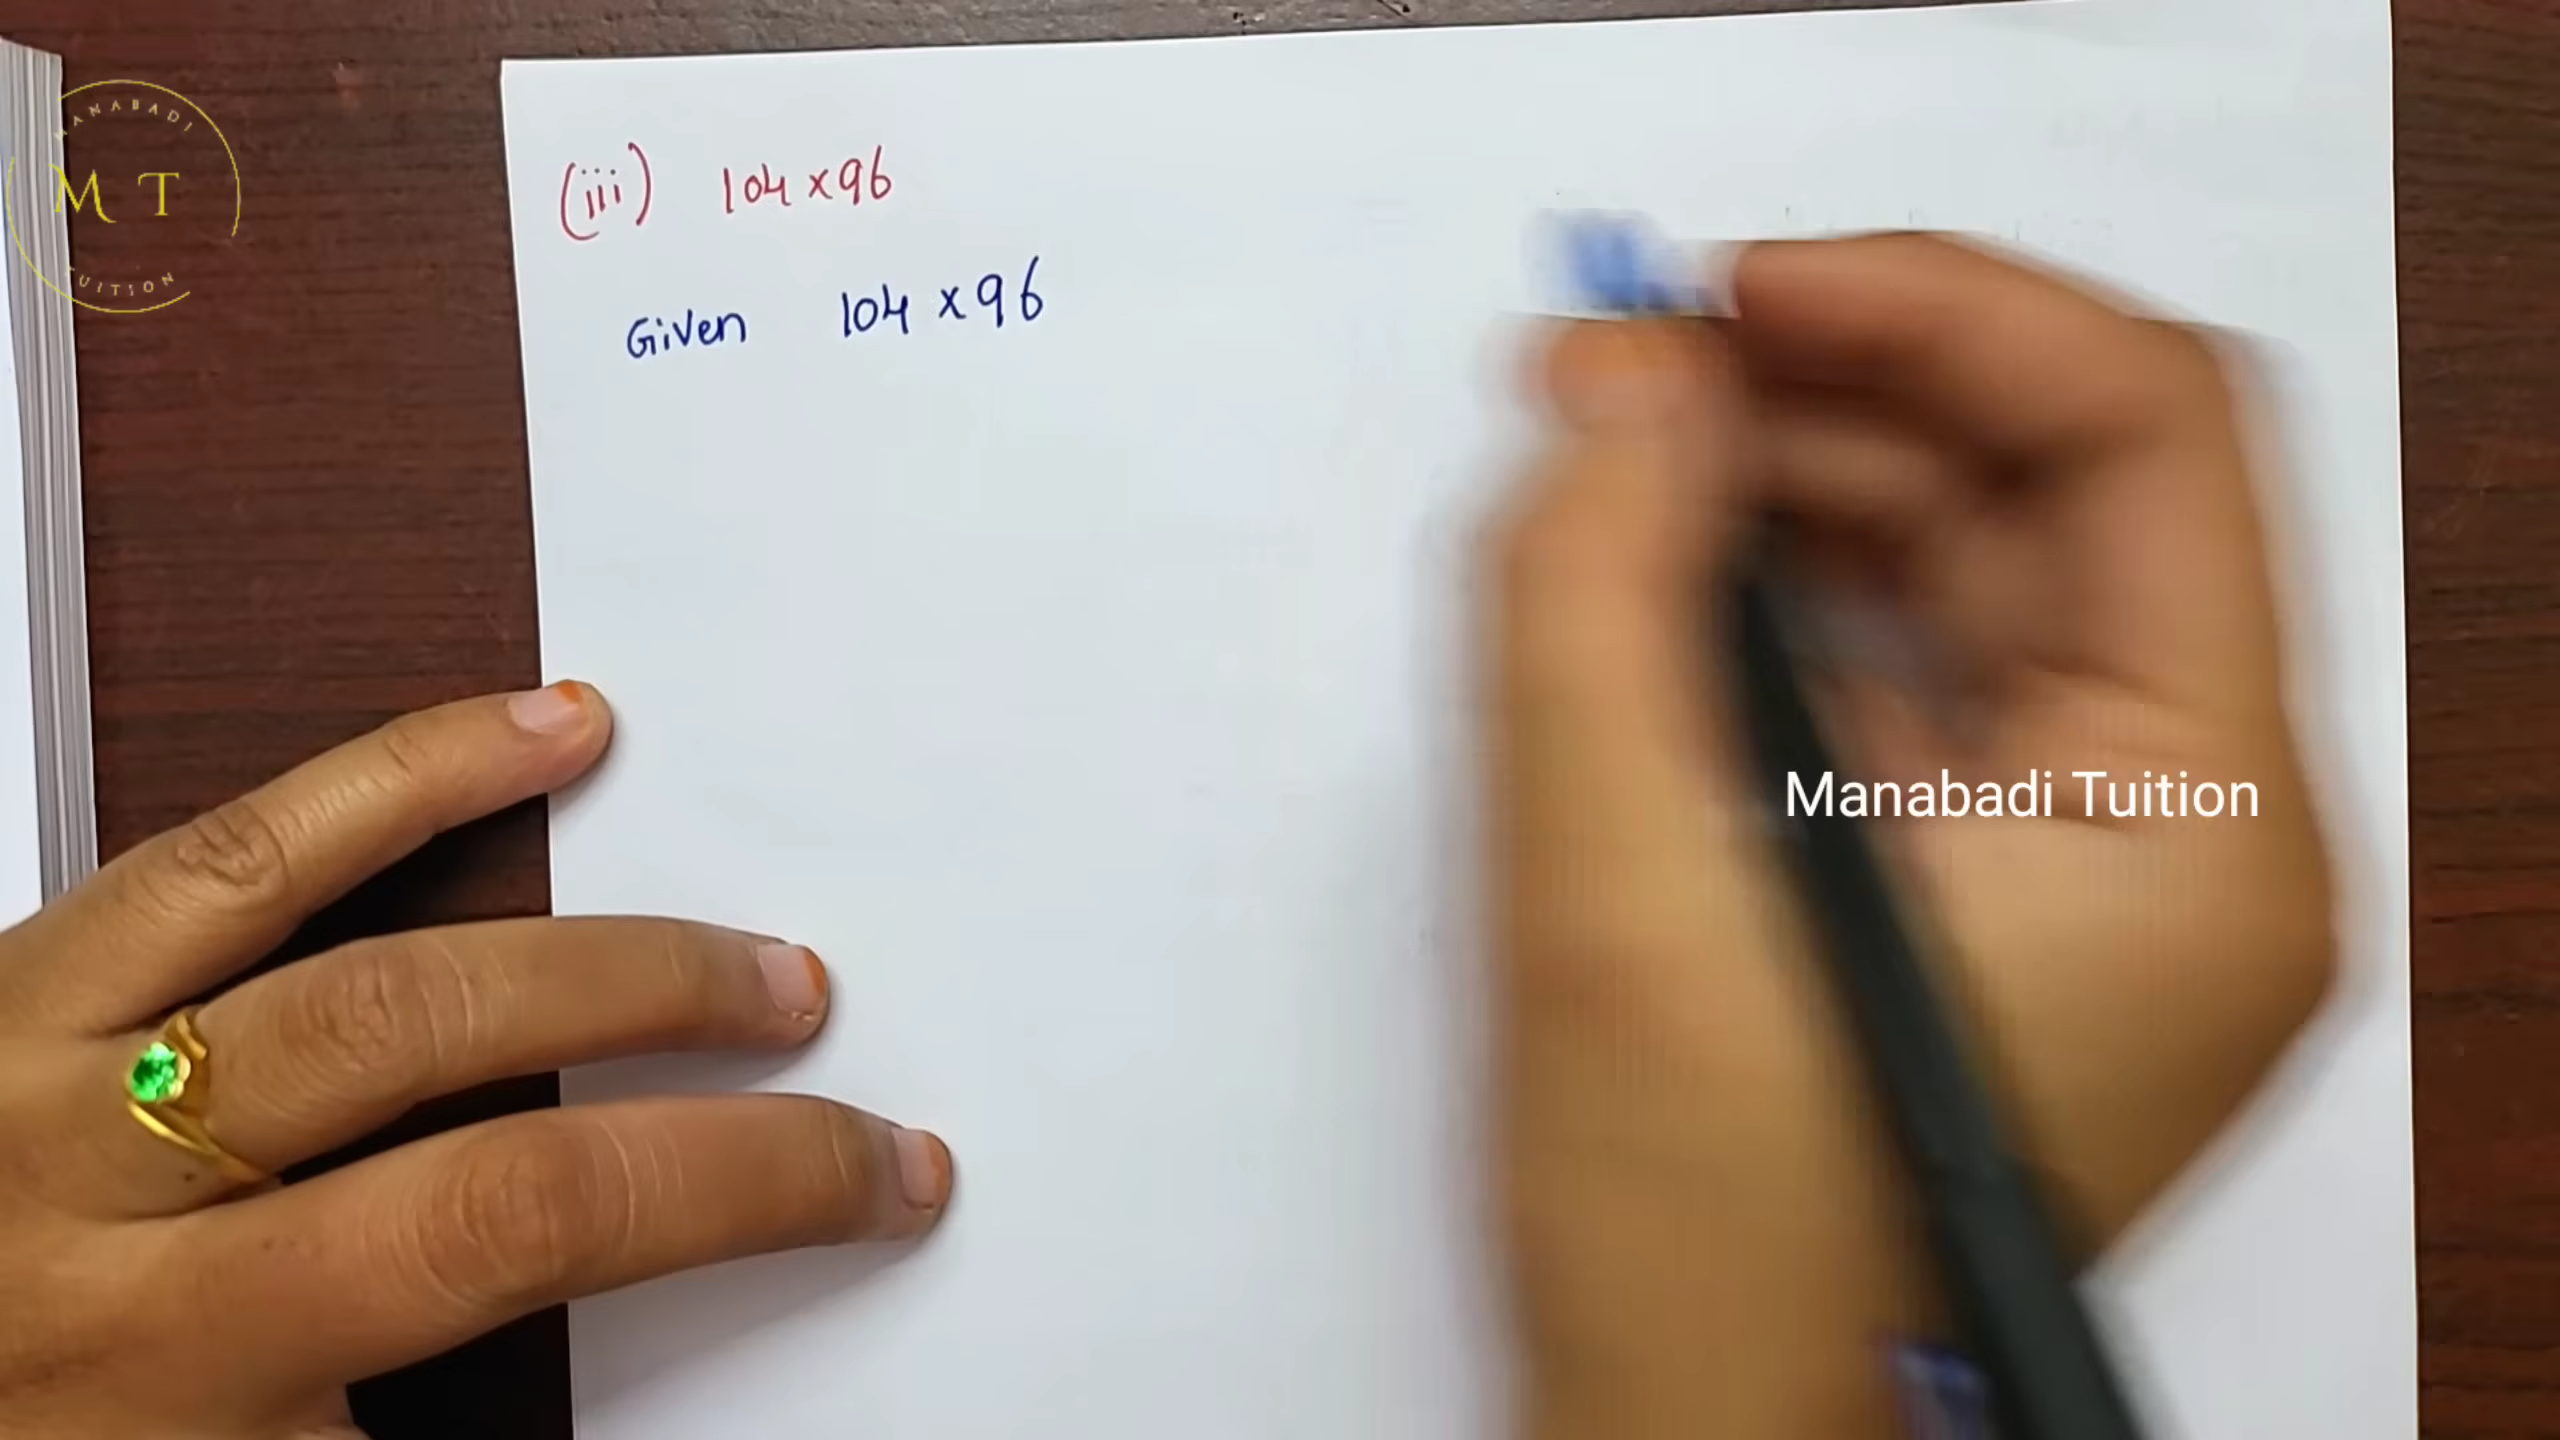 MANABADI
M T
TUITION
(iii) 104 x 96
Given 104 x 96
Manabadi Tuition